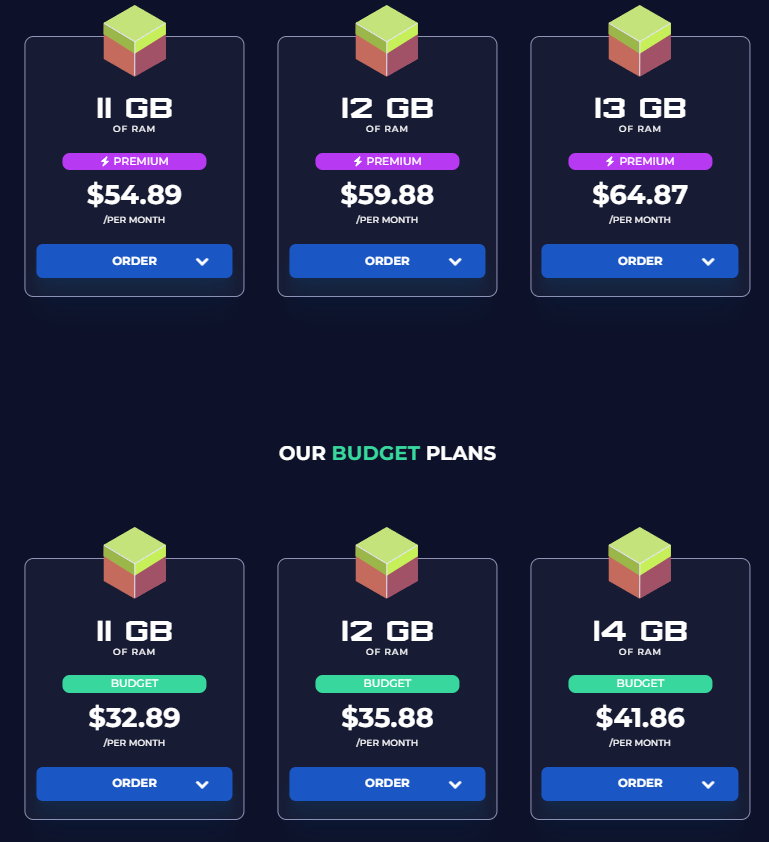 11 GB
OF RAM
PREMIUM
$54.89
/PER MONTH
ORDER
12 GB
OF RAM
PREMIUM
$59.88
/PER MONTH
ORDER
13 GB
OF RAM
PREMIUM
$64.87
/PER MONTH
ORDER
OUR BUDGET PLANS
11 GB
OF RAM
BUDGET
$32.89
/PER MONTH
ORDER
12 GB
OF RAM
BUDGET
$35.88
/PER MONTH
ORDER
14 GB
OF RAM
BUDGET
$41.86
/PER MONTH
ORDER